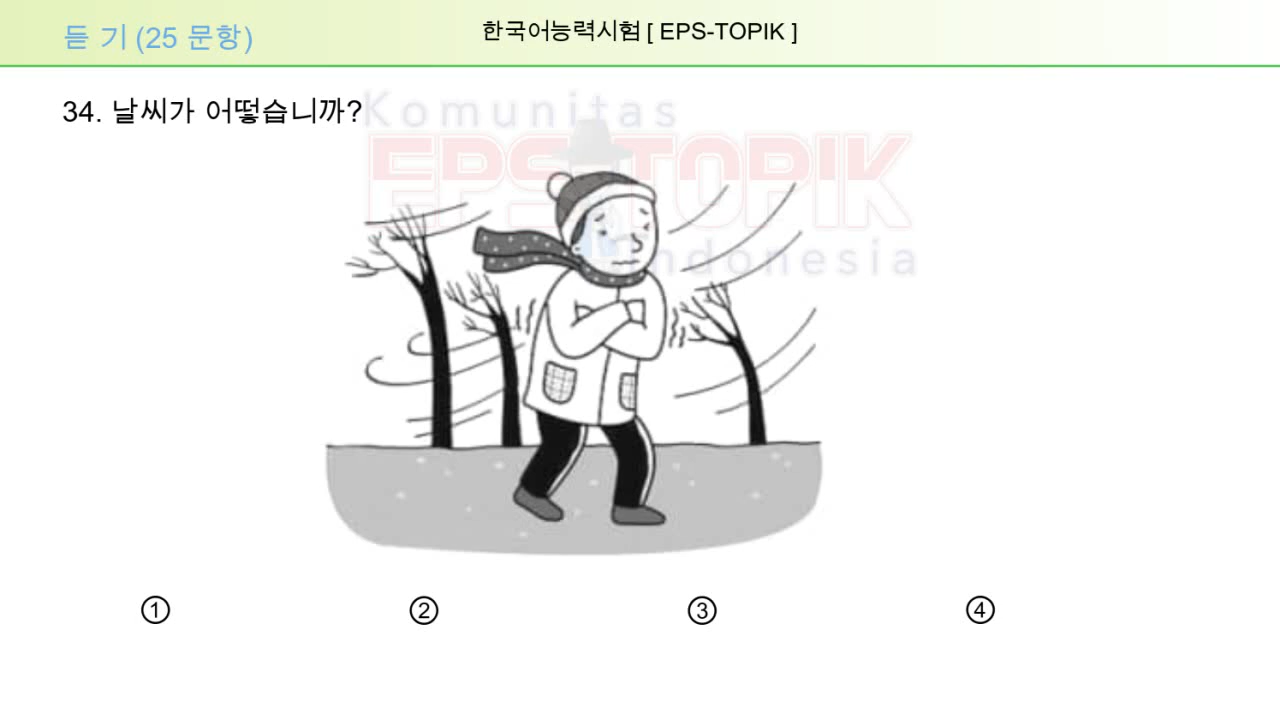 듣 기 (25 문항)
한국어능력시험 [ EPS-TOPIK ]
34. 날씨가 어떻습니까?
Komunitas
EPS TOPIK
Indonesia
① ② ③ ④